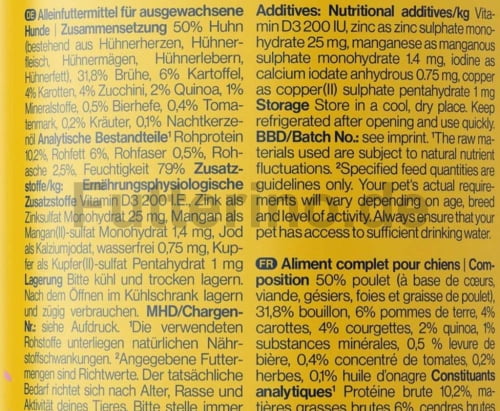 DE Alleinfuttermittel für ausgewachsene
Hunde | Zusammensetzung 50% Huhn
(bestehend aus Hühnerherzen, Hühner-
fleisch, Hühnermägen, Hühnerlebern,
Hühnerfett), 31,8% Brühe, 6% Kartoffel,
4% Karotten, 4% Zucchini, 2% Quinoa, 1%
Mineralstoffe, 0,5% Bierhefe, 0,4% Toma-
tenmark, 0,2% Kräuter, 0,1% Nachtkerze-
nöl Analytische Bestandteile¹ Rohprotein
10,2%, Rohfett 6%, Rohfaser 0,5%, Roh-
asche 2,5%, Feuchtigkeit 79% Zusatz-
stoffe/kg: Ernährungsphysiologische
Zusatzstoffe Vitamin D3 200 I.E., Zink als
Zinksulfat Monohydrat 25 mg, Mangan als
Mangan(II)-sulfat Monohydrat 1,4 mg, Jod
als Kalziumjodat, wasserfrei 0,75 mg, Kup-
fer als Kupfer(II)-sulfat Pentahydrat 1 mg
Lagerung Bitte kühl und trocken lagern.
Nach dem Öffnen im Kühlschrank lagern
und zügig verbrauchen. MHD/Chargen-
Nr.: siehe Aufdruck. ¹Die verwendeten
Rohstoffe unterliegen natürlichen Nähr-
stoffschwankungen. ²Angegebene Futter-
mengen sind Richtwerte. Der tatsächliche
Bedarf richtet sich nach Alter, Rasse und
Aktivität deines Tieres. Bitte stelle immer
Additives: Nutritional additives/kg Vita-
min D3 200 IU, zinc as zinc sulphate mono-
hydrate 25 mg, manganese as manganous
sulphate monohydrate 1,4 mg, iodine as
calcium iodate anhydrous 0.75 mg, copper
as copper(II) sulphate pentahydrate 1 mg
Storage Store in a cool, dry place. Keep
refrigerated after opening and use quickly.
BBD/Batch No.: see imprint. ¹The raw ma-
terials used are subject to natural nutrient
fluctuations. ²Specified feed quantities are
guidelines only. Your pet's actual require-
ments will vary depending on age, breed
and level of activity. Always ensure that your
pet has access to sufficient drinking water.
FR Aliment complet pour chiens | Com-
position 50% poulet (à base de cœurs,
viande, gésiers, foies et graisse de poulet),
31,8% bouillon, 6% pommes de terre, 4%
carottes, 4% courgettes, 2% quinoa, 1%
substances minérales, 0,5 % levure de
bière, 0,4% concentré de tomates, 0,2%
herbes, 0,1% huile d'onagre Constituants
analytiques¹ Protéine brute 10,2%, ma-
tières grasses brutes 6%, cendres brutes